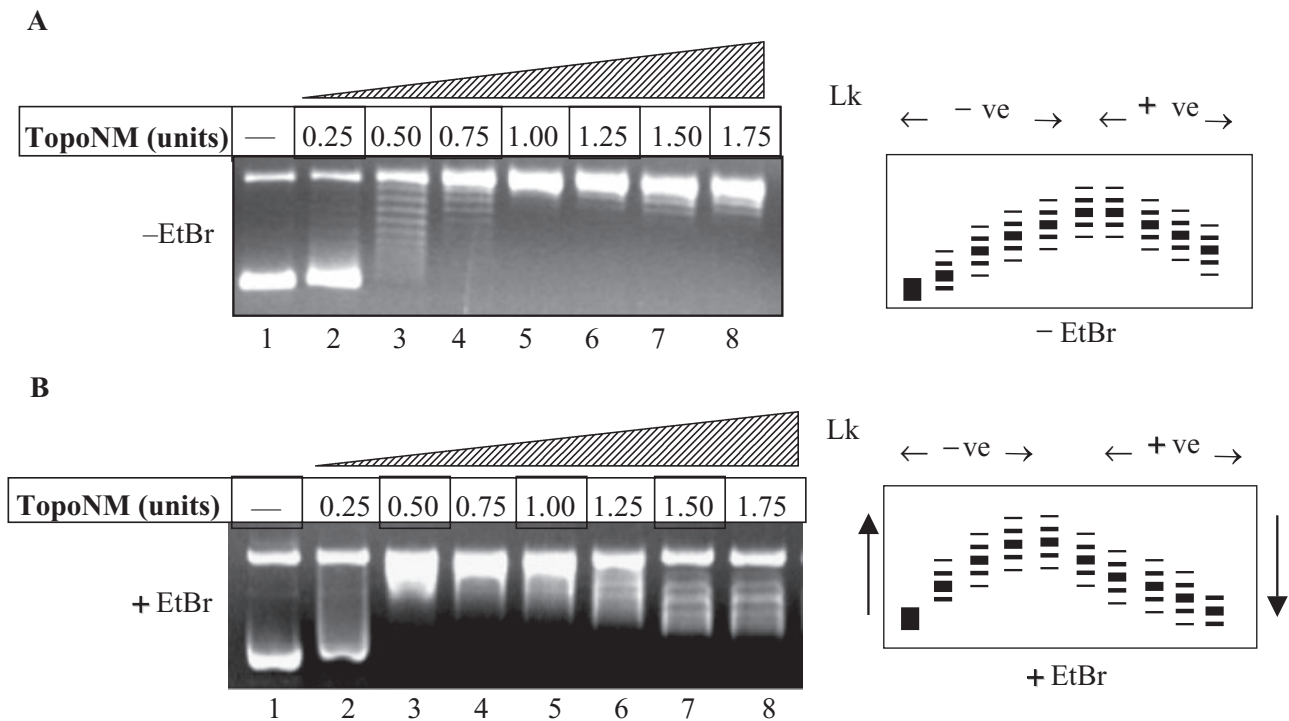 A
TopoNM (units) — 0.25 0.50 0.75 1.00 1.25 1.50 1.75
–EtBr
1 2 3 4 5 6 7 8
Lk
← − ve → ← + ve →
− EtBr
B
TopoNM (units) — 0.25 0.50 0.75 1.00 1.25 1.50 1.75
+ EtBr
1 2 3 4 5 6 7 8
Lk
← −ve → ← + ve →
+ EtBr